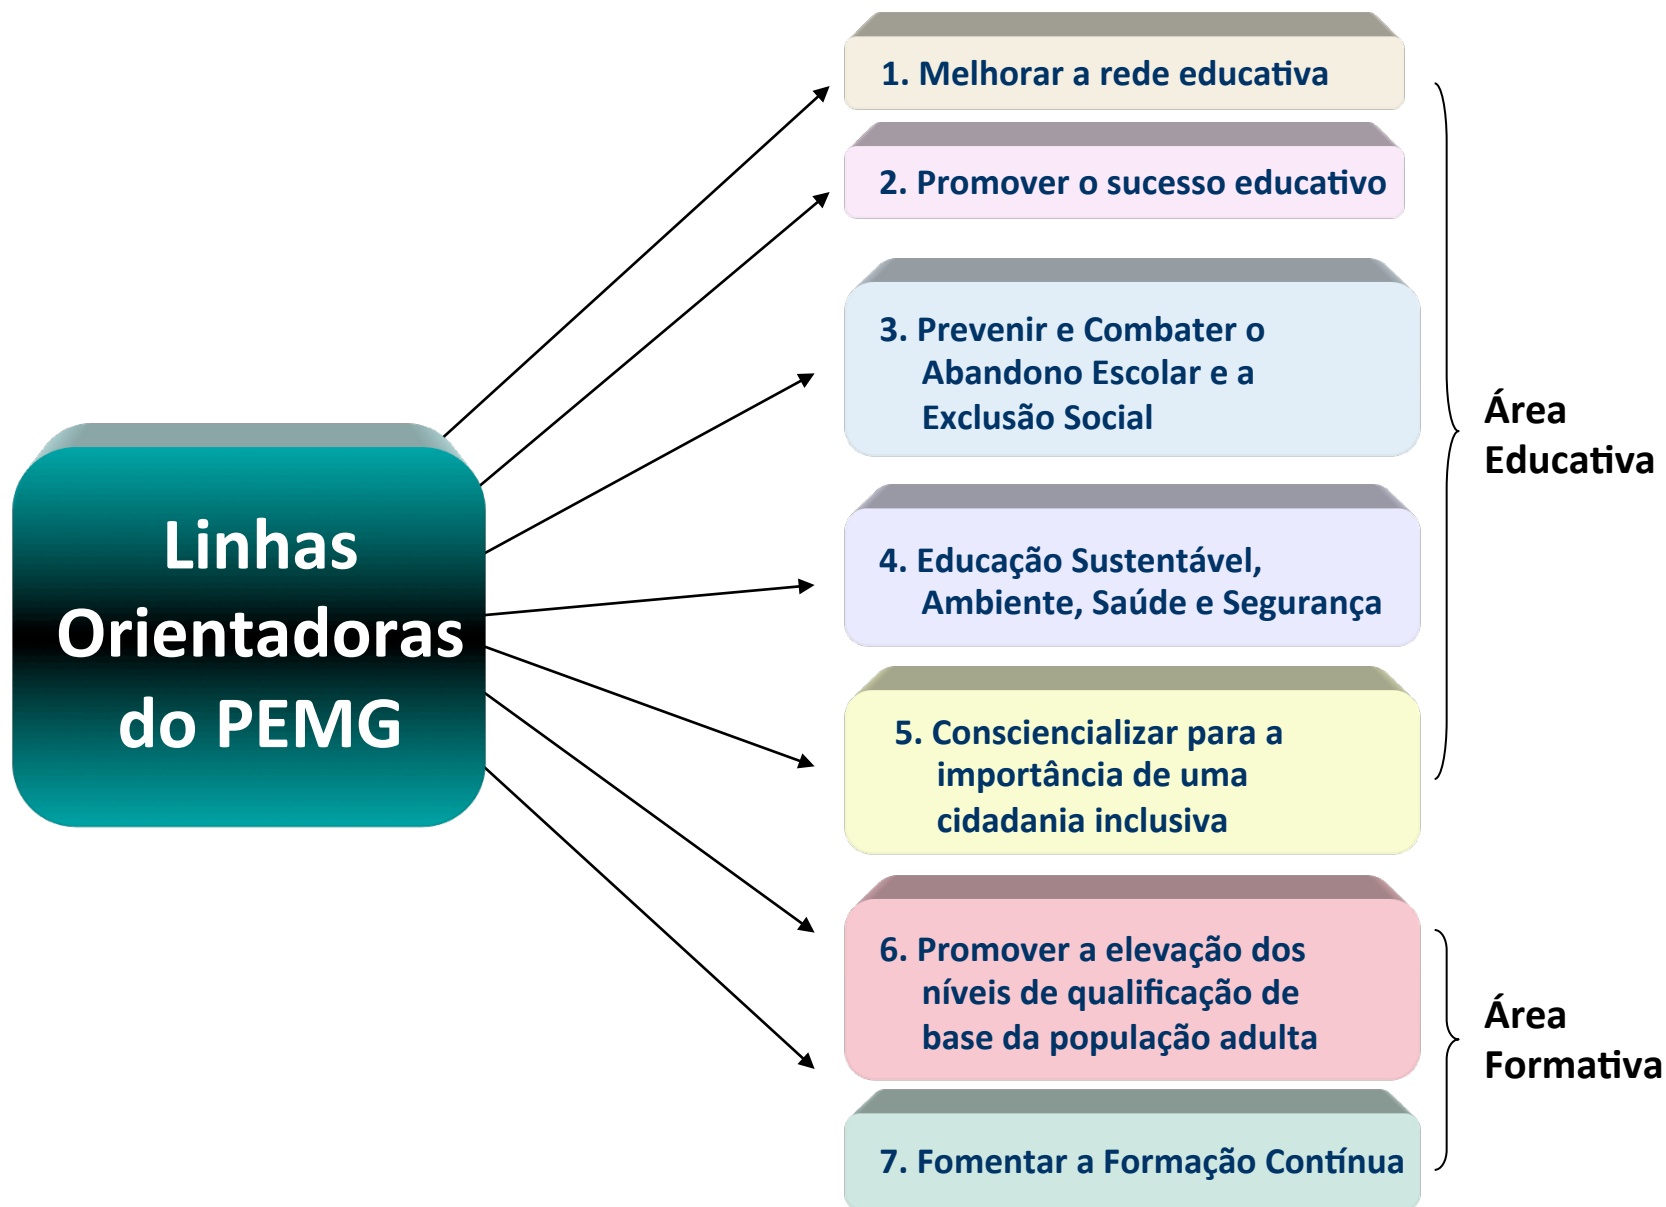 Linhas
Orientadoras
do PEMG
1. Melhorar a rede educativa
2. Promover o sucesso educativo
3. Prevenir e Combater o
Abandono Escolar e a
Exclusão Social
4. Educação Sustentável,
Ambiente, Saúde e Segurança
5. Consciencializar para a
importância de uma
cidadania inclusiva
Área
Educativa
6. Promover a elevação dos
níveis de qualificação de
base da população adulta
7. Fomentar a Formação Contínua
Área
Formativa